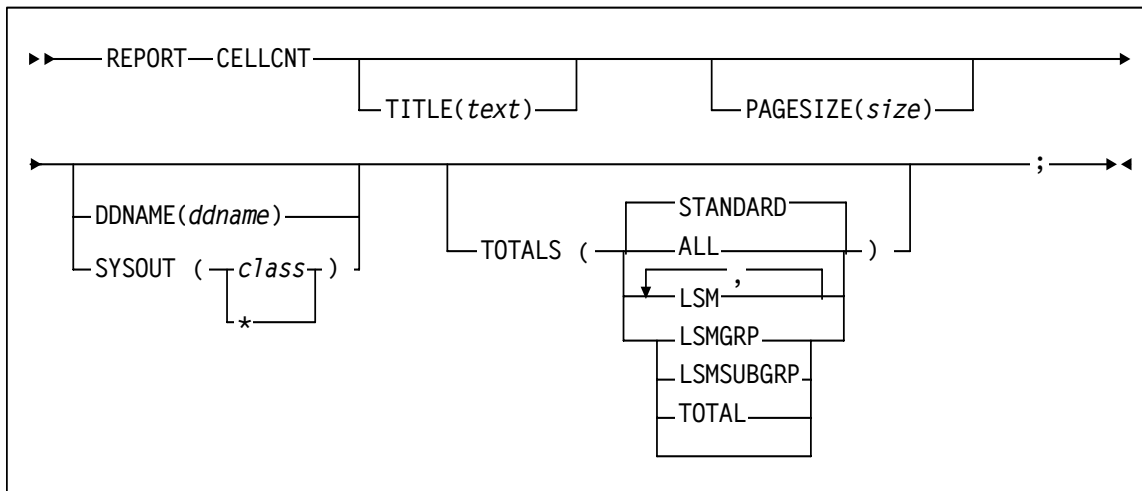 REPORT CELLCNT
TITLE(text) PAGESIZE(size)
;
DDNAME(ddname)
SYSOUT ( class )
*
TOTALS ( STANDARD )
ALL
,
LSM
LSMGRP
LSMSUBGRP
TOTAL